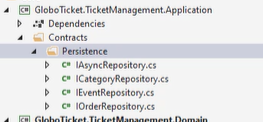 GloboTicket.TicketManagement.Application
Dependencies
Contracts
Persistence
C# IAsyncRepository.cs
C# ICategoryRepository.cs
C# IEventRepository.cs
C# IOrderRepository.cs
GloboTicket.TicketManagement.Domain